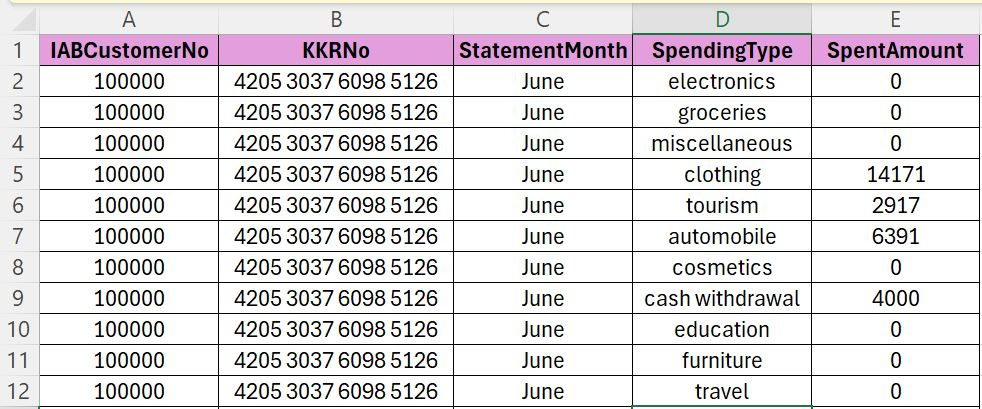 A B C D E
1 IABCustomerNo KKRNo StatementMonth SpendingType SpentAmount
2 100000 4205 3037 6098 5126 June electronics 0
3 100000 4205 3037 6098 5126 June groceries 0
4 100000 4205 3037 6098 5126 June miscellaneous 0
5 100000 4205 3037 6098 5126 June clothing 14171
6 100000 4205 3037 6098 5126 June tourism 2917
7 100000 4205 3037 6098 5126 June automobile 6391
8 100000 4205 3037 6098 5126 June cosmetics 0
9 100000 4205 3037 6098 5126 June cash withdrawal 4000
10 100000 4205 3037 6098 5126 June education 0
11 100000 4205 3037 6098 5126 June furniture 0
12 100000 4205 3037 6098 5126 June travel 0